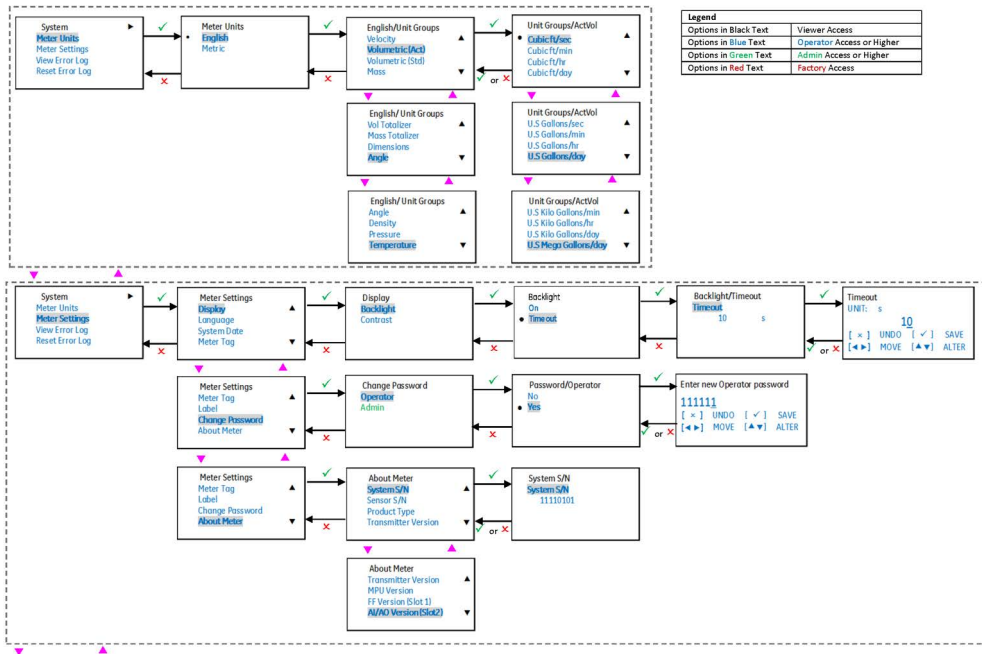 System
Meter Units
Meter Settings
View Error Log
Reset Error Log
Meter Units
English
Metric
English/Unit Groups
Velocity
Volumetric(Act)
Volumetric (Std)
Mass
or
Unit Groups/ActVol
Cubicft/sec
Cubicft/min
Cubicft/hr
Cubicft/day
Legend
Options in Black Text Viewer Access
Options in Blue Text Operator Access or Higher
Options in Green Text Admin Access or Higher
Options in Red Text Factory Access
English/ Unit Groups
Vol Totalizer
Mass Totalizer
Dimensions
Angle
Unit Groups/ActVol
U.S Gallons/sec
U.S Gallons/min
U.S Gallons/hr
U.S Gallons/day
English/ Unit Groups
Angle
Density
Pressure
Temperature
Unit Groups/ActVol
U.S Kilo Gallons/min
U.S Kilo Gallons/hr
U.S Kilo Gallons/day
U.S Mega Gallons/day
System
Meter Units
Meter Settings
View Error Log
Reset Error Log
Meter Settings
Display
Language
System Date
Meter Tag
Display
Backlight
Contrast
Backlight
On
Timeout
Backlight/Timeout
Timeout
10 s
or
Timeout
UNIT: s
10
[ × ] UNDO [ ✓ ] SAVE
[◄ ►] MOVE [▲▼] ALTER
Meter Settings
Meter Tag
Label
Change Password
About Meter
Change Password
Operator
Admin
Password/Operator
No
Yes
or
Enter new Operator password
111111
[ × ] UNDO [ ✓ ] SAVE
[◄ ►] MOVE [▲▼] ALTER
Meter Settings
Meter Tag
Label
Change Password
About Meter
About Meter
System S/N
Sensor S/N
Product Type
Transmitter Version
or
System S/N
System S/N
11110101
About Meter
Transmitter Version
MPU Version
FF Version (Slot 1)
AI/AO Version(Slot2)